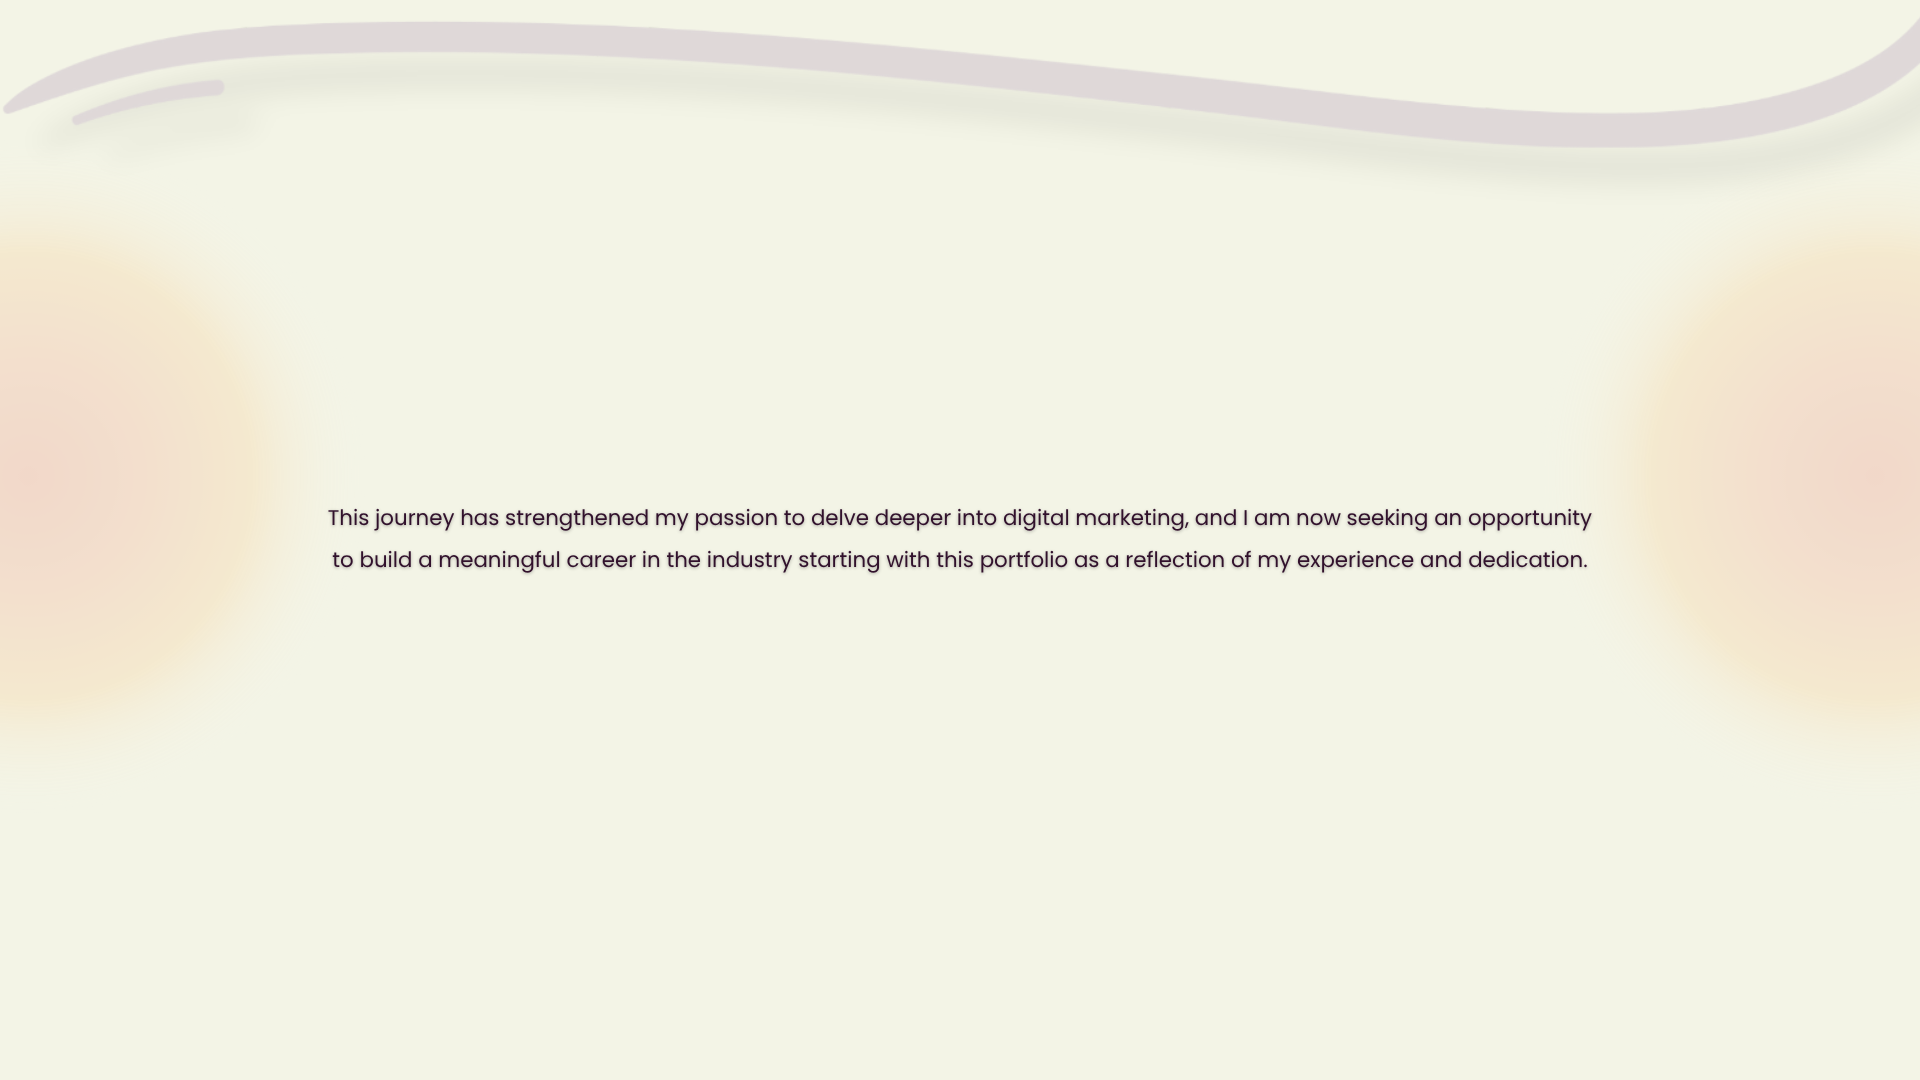 This journey has strengthened my passion to delve deeper into digital marketing, and I am now seeking an opportunity
to build a meaningful career in the industry starting with this portfolio as a reflection of my experience and dedication.